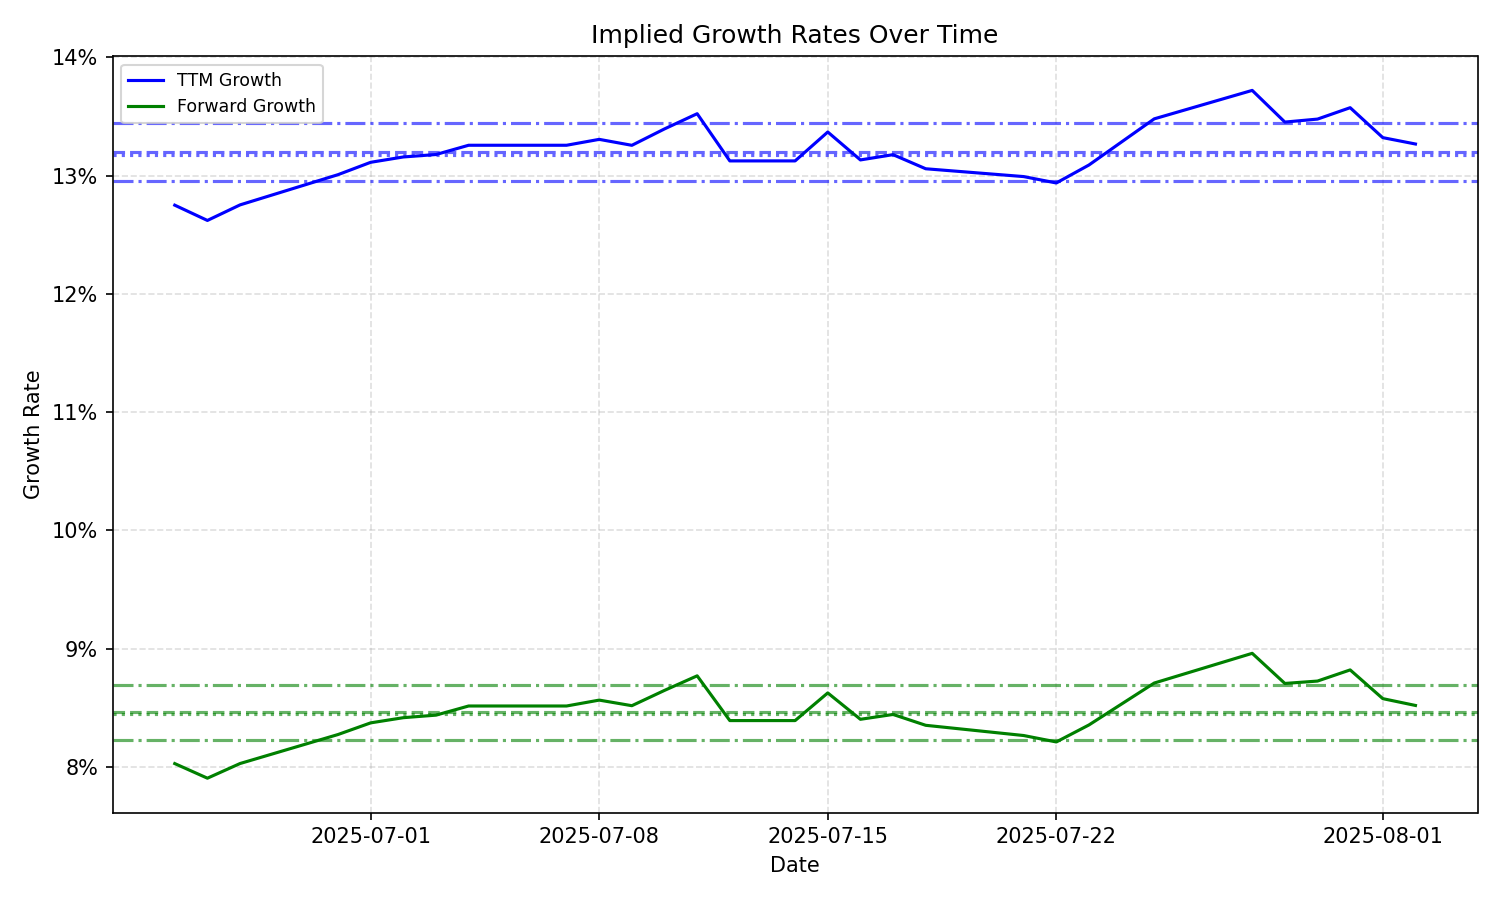 Implied Growth Rates Over Time
14%
13%
12%
11%
10%
9%
8%
Growth Rate
TTM Growth
Forward Growth
2025-07-01
2025-07-08
2025-07-15
2025-07-22
2025-08-01
Date